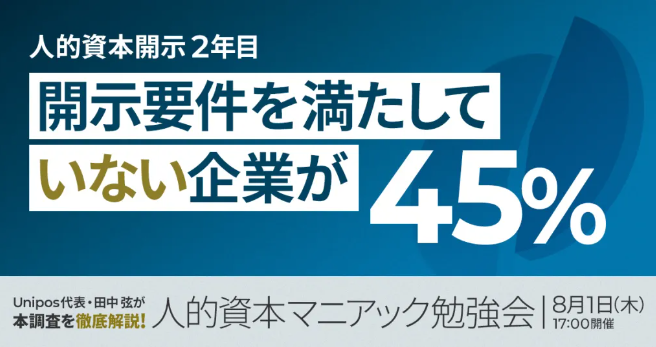 人的資本開示2年目
開示要件を満たして
いない企業が
45%
Unipos代表・田中 弦が
本調査を徹底解説!
人的資本マニアック勉強会
8月1日(木)
17:00開催